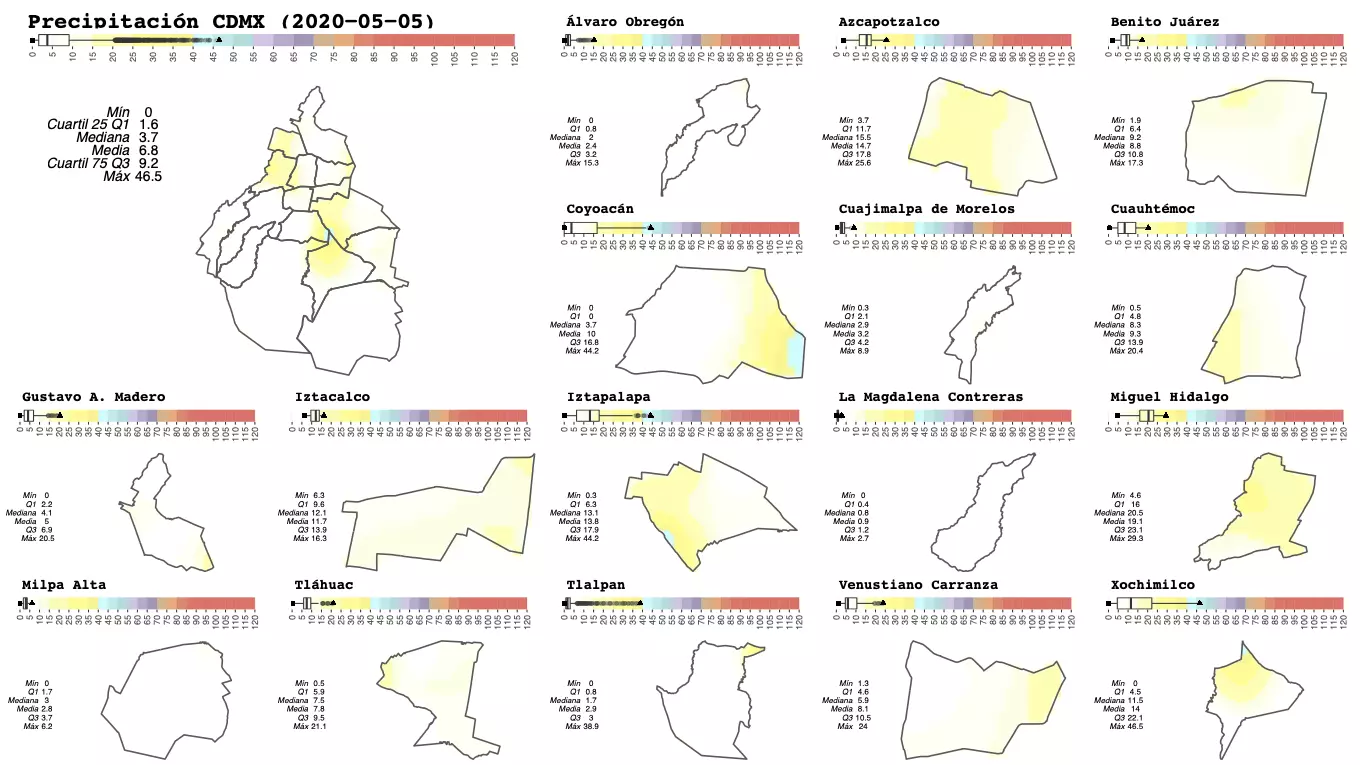 Precipitación CDMX (2020-05-05)
0 5 10 15 20 25 30 35 40 45 50 55 60 65 70 75 80 85 90 95 100 105 110 115 120
Mín 0
Cuartil 25 Q1 1.6
Mediana 3.7
Media 6.8
Cuartil 75 Q3 9.2
Máx 46.5
Álvaro Obregón
0 5 10 15 20 25 30 35 40 45 50 55 60 65 70 75 80 85 90 95 100 105 110 115 120
Mín 0
Q1 0.8
Mediana 2
Media 2.4
Q3 3.2
Máx 15.3
Azcapotzalco
0 5 10 15 20 25 30 35 40 45 50 55 60 65 70 75 80 85 90 95 100 105 110 115 120
Mín 3.7
Q1 11.7
Mediana 15.5
Media 14.7
Q3 17.8
Máx 25.6
Benito Juárez
0 5 10 15 20 25 30 35 40 45 50 55 60 65 70 75 80 85 90 95 100 105 110 115 120
Mín 1.9
Q1 6.4
Mediana 9.2
Media 8.8
Q3 10.8
Máx 17.3
Coyoacán
0 5 10 15 20 25 30 35 40 45 50 55 60 65 70 75 80 85 90 95 100 105 110 115 120
Mín 0
Q1 0
Mediana 3.7
Media 10
Q3 16.8
Máx 44.2
Cuajimalpa de Morelos
0 5 10 15 20 25 30 35 40 45 50 55 60 65 70 75 80 85 90 95 100 105 110 115 120
Mín 0.3
Q1 2.1
Mediana 2.9
Media 3.2
Q3 4.2
Máx 8.9
Cuauhtémoc
0 5 10 15 20 25 30 35 40 45 50 55 60 65 70 75 80 85 90 95 100 105 110 115 120
Mín 0.5
Q1 4.8
Mediana 8.3
Media 9.3
Q3 13.9
Máx 20.4
Gustavo A. Madero
0 5 10 15 20 25 30 35 40 45 50 55 60 65 70 75 80 85 90 95 100 105 110 115 120
Mín 0
Q1 2.2
Mediana 4.1
Media 5
Q3 6.9
Máx 20.5
Iztacalco
0 5 10 15 20 25 30 35 40 45 50 55 60 65 70 75 80 85 90 95 100 105 110 115 120
Mín 6.3
Q1 9.6
Mediana 12.1
Media 11.7
Q3 13.9
Máx 16.3
Iztapalapa
0 5 10 15 20 25 30 35 40 45 50 55 60 65 70 75 80 85 90 95 100 105 110 115 120
Mín 0.3
Q1 6.3
Mediana 13.1
Media 13.8
Q3 17.9
Máx 44.2
La Magdalena Contreras
0 5 10 15 20 25 30 35 40 45 50 55 60 65 70 75 80 85 90 95 100 105 110 115 120
Mín 0
Q1 0.4
Mediana 0.8
Media 0.9
Q3 1.2
Máx 2.7
Miguel Hidalgo
0 5 10 15 20 25 30 35 40 45 50 55 60 65 70 75 80 85 90 95 100 105 110 115 120
Mín 4.6
Q1 16
Mediana 20.5
Media 19.1
Q3 23.1
Máx 29.3
Milpa Alta
0 5 10 15 20 25 30 35 40 45 50 55 60 65 70 75 80 85 90 95 100 105 110 115 120
Mín 0
Q1 1.7
Mediana 3
Media 2.8
Q3 3.7
Máx 6.2
Tláhuac
0 5 10 15 20 25 30 35 40 45 50 55 60 65 70 75 80 85 90 95 100 105 110 115 120
Mín 0.5
Q1 5.9
Mediana 7.5
Media 7.8
Q3 9.5
Máx 21.1
Tlalpan
0 5 10 15 20 25 30 35 40 45 50 55 60 65 70 75 80 85 90 95 100 105 110 115 120
Mín 0
Q1 0.8
Mediana 1.7
Media 2.9
Q3 3
Máx 38.9
Venustiano Carranza
0 5 10 15 20 25 30 35 40 45 50 55 60 65 70 75 80 85 90 95 100 105 110 115 120
Mín 1.3
Q1 4.6
Mediana 5.9
Media 8.1
Q3 10.5
Máx 24
Xochimilco
0 5 10 15 20 25 30 35 40 45 50 55 60 65 70 75 80 85 90 95 100 105 110 115 120
Mín 0
Q1 4.5
Mediana 11.5
Media 14
Q3 22.1
Máx 46.5